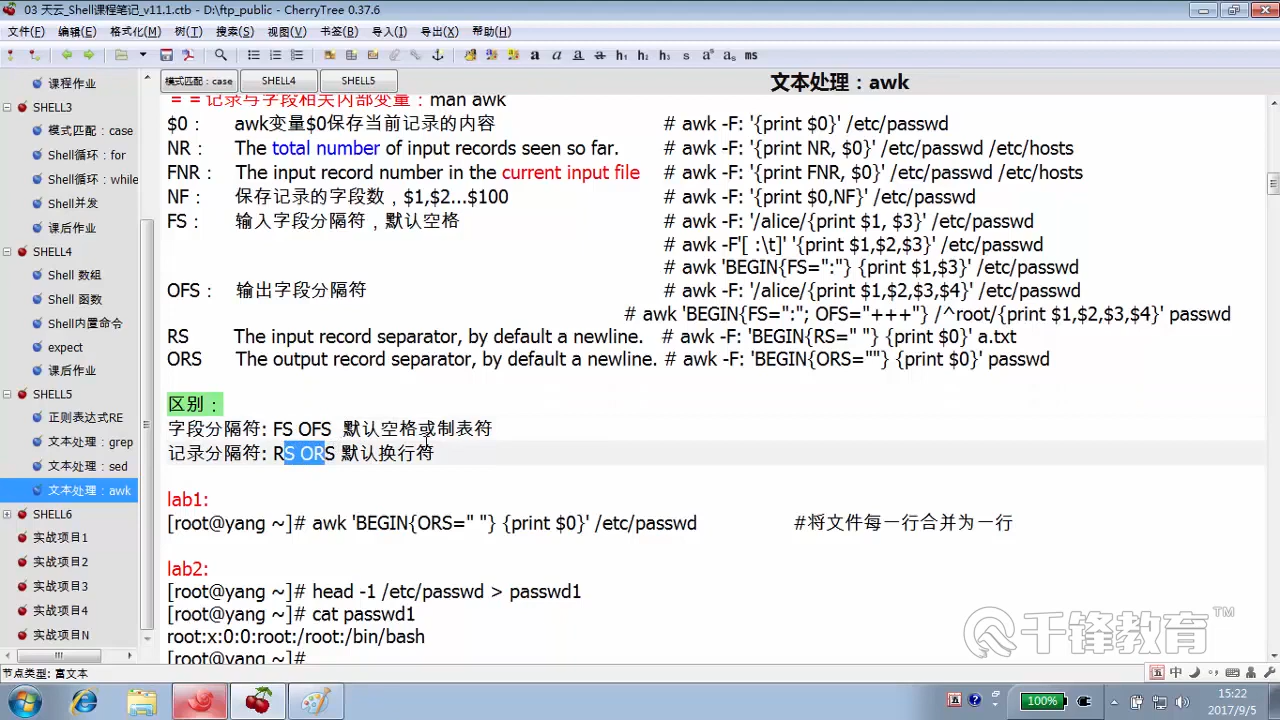 03 天云_Shell课程笔记_v11.1.ctb - D:\ftp_public - CherryTree 0.37.6
文件(F) 编辑(E) 格式化(M) 树(T) 搜索(S) 视图(V) 书签(B) 导入(I) 导出(X) 帮助(H)
h₁ h₂ h₃ s aˢ aₛ ms
课程作业
SHELL3
模式匹配：case
Shell循环：for
Shell循环：while
Shell并发
课后作业
SHELL4
Shell 数组
Shell 函数
Shell内置命令
expect
课后作业
SHELL5
正则表达式RE
文本处理：grep
文本处理：sed
文本处理：awk
SHELL6
实战项目1
实战项目2
实战项目3
实战项目4
实战项目N
模式匹配：case SHELL4 SHELL5
文本处理：awk
==记录与字段相关内部变量：man awk
$0： awk变量$0保存当前记录的内容 # awk -F: '{print $0}' /etc/passwd
NR： The total number of input records seen so far. # awk -F: '{print NR, $0}' /etc/passwd /etc/hosts
FNR： The input record number in the current input file # awk -F: '{print FNR, $0}' /etc/passwd /etc/hosts
NF： 保存记录的字段数，$1,$2...$100 # awk -F: '{print $0,NF}' /etc/passwd
FS： 输入字段分隔符，默认空格 # awk -F: '/alice/{print $1, $3}' /etc/passwd
# awk -F'[ :\t]' '{print $1,$2,$3}' /etc/passwd
# awk 'BEGIN{FS=":"} {print $1,$3}' /etc/passwd
OFS： 输出字段分隔符 # awk -F: '/alice/{print $1,$2,$3,$4}' /etc/passwd
# awk 'BEGIN{FS=":"; OFS="+++"} /^root/{print $1,$2,$3,$4}' passwd
RS The input record separator, by default a newline. # awk -F: 'BEGIN{RS=" "} {print $0}' a.txt
ORS The output record separator, by default a newline. # awk -F: 'BEGIN{ORS=""} {print $0}' passwd
区别：
字段分隔符: FS OFS 默认空格或制表符
记录分隔符: RS ORS 默认换行符
lab1:
[root@yang ~]# awk 'BEGIN{ORS=" "} {print $0}' /etc/passwd #将文件每一行合并为一行
lab2:
[root@yang ~]# head -1 /etc/passwd > passwd1
[root@yang ~]# cat passwd1
root:x:0:0:root:/root:/bin/bash
[root@yang ~]#
千锋教育™
节点类型: 富文本
五 中
100%
15:22
2017/9/5